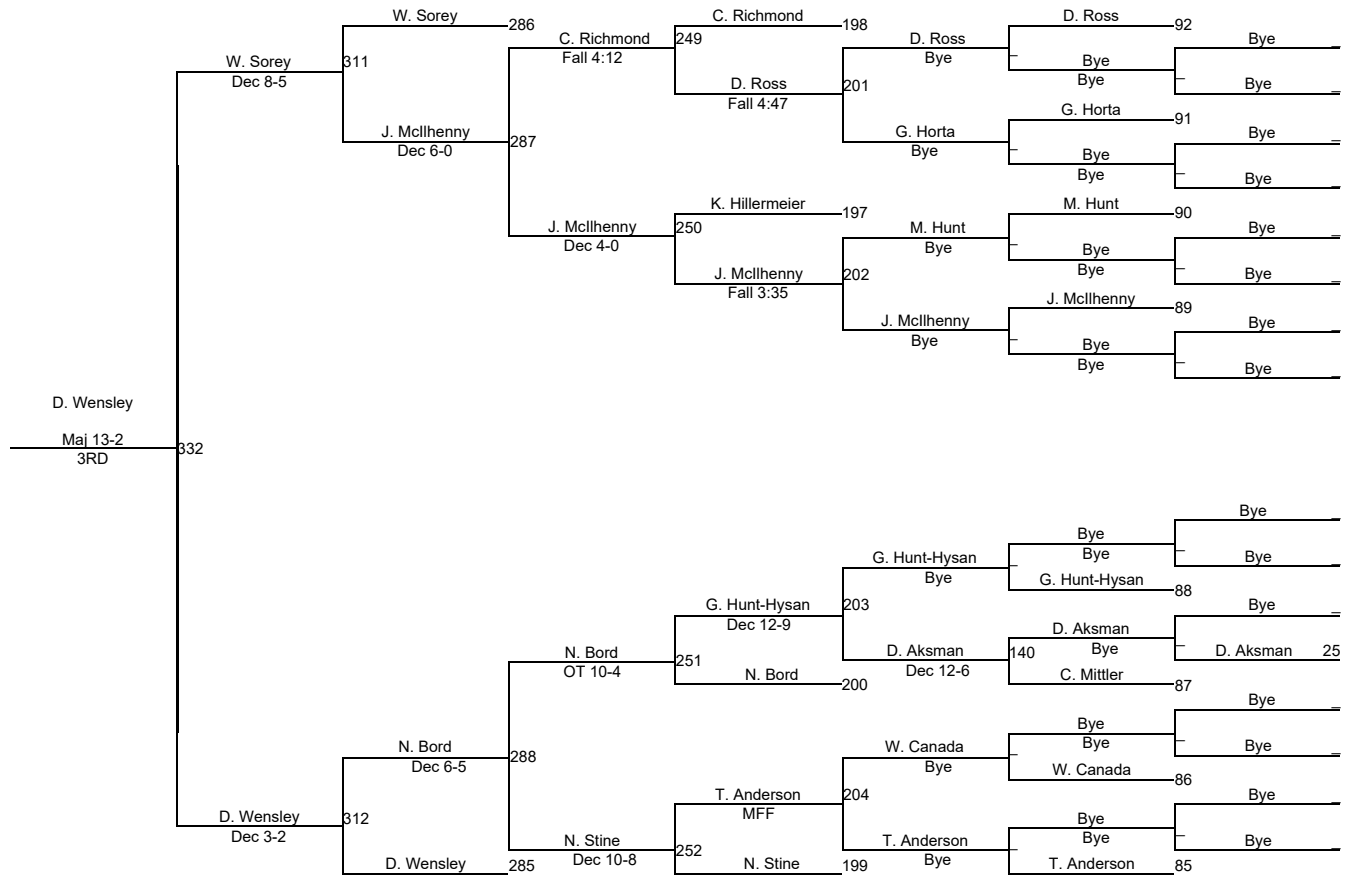 W. Sorey 286 C. Richmond 198 D. Ross 92
C. Richmond 249 D. Ross Bye _
Fall 4:12 Bye _ Bye
W. Sorey 311 Bye _
Dec 8-5 D. Ross 201 Bye Bye _
Fall 4:47
G. Horta 91
J. McIlhenny 287 G. Horta _ Bye _
Dec 6-0 Bye Bye _
Bye Bye _
K. Hillermeier 197 M. Hunt 90
J. McIlhenny 250 M. Hunt _ Bye _
Dec 4-0 Bye Bye _
J. McIlhenny 202 Bye Bye _
Fall 3:35
J. McIlhenny 89
J. McIlhenny _ Bye _
Bye Bye _
Bye Bye _
D. Wensley
Maj 13-2 332
3RD
Bye _
Bye _
G. Hunt-Hysan _ Bye Bye _
Bye G. Hunt-Hysan 88
G. Hunt-Hysan 203 Bye _
Dec 12-9 D. Aksman _
N. Bord 251 D. Aksman 140 Bye D. Aksman 25
OT 10-4 Dec 12-6
N. Bord 200 C. Mittler 87
Bye _
N. Bord 288 W. Canada _ Bye _
Dec 6-5 Bye Bye Bye _
W. Canada 86
T. Anderson 204 Bye _
D. Wensley 312 MFF Bye _
Dec 3-2 N. Stine 252 T. Anderson _ Bye Bye _
Dec 10-8 Bye
D. Wensley 285 N. Stine 199 T. Anderson 85